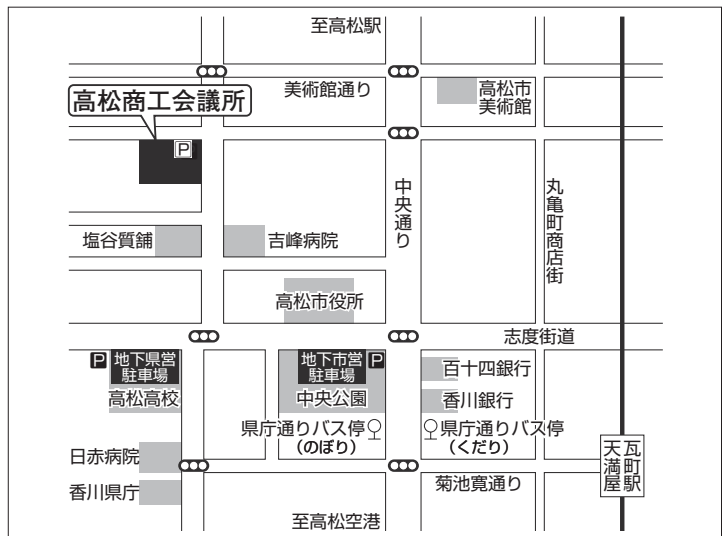 至高松駅
美術館通り
高松市
美術館
高松商工会議所
P
中央通り
丸亀町商店街
塩谷質舗
吉峰病院
高松市役所
志度街道
P
地下県営
駐車場
高松高校
地下市営
駐車場
P
中央公園
百十四銀行
香川銀行
県庁通りバス停
(のぼり)
県庁通りバス停
(くだり)
日赤病院
香川県庁
菊池寛通り
瓦町駅
天満屋
至高松空港